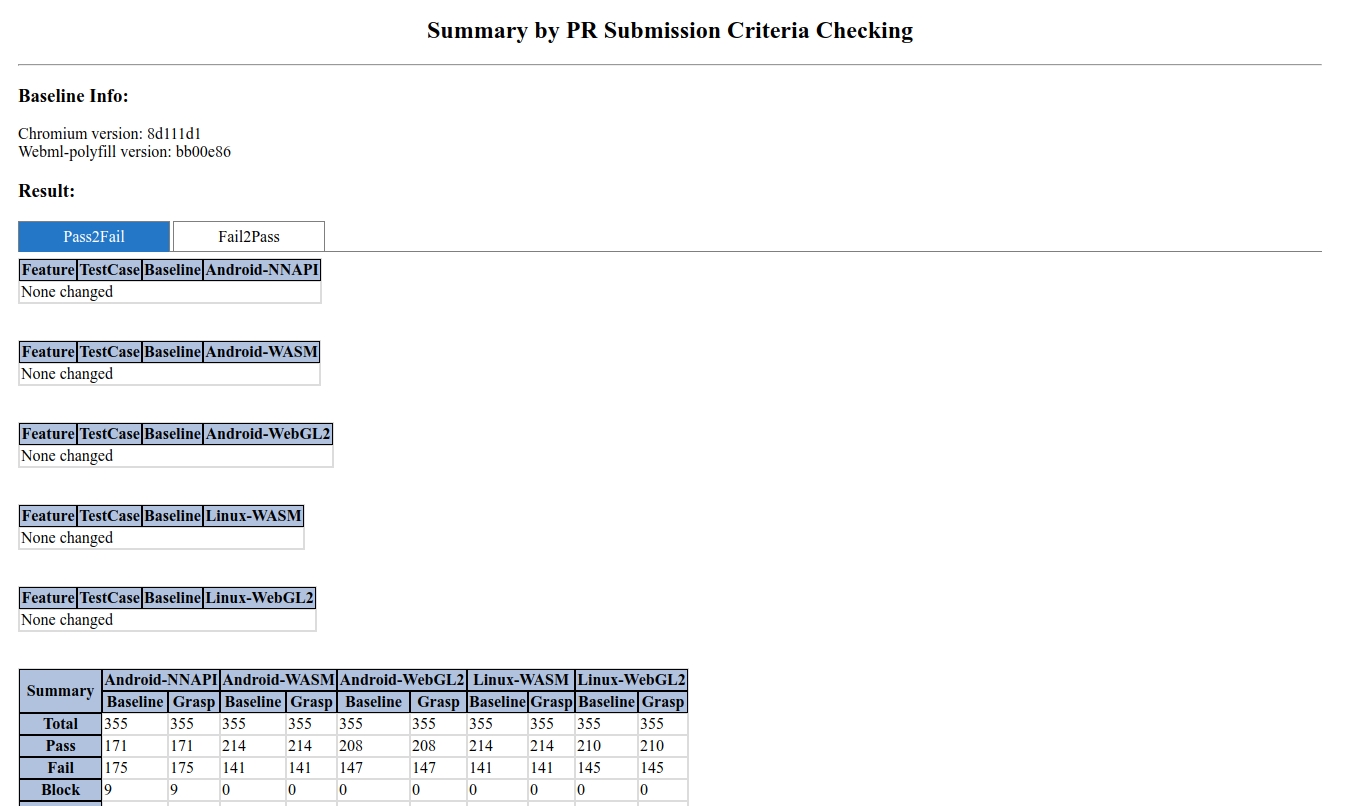 Summary by PR Submission Criteria Checking
Baseline Info:
Chromium version: 8d111d1
Webml-polyfill version: bb00e86
Result:
Pass2Fail Fail2Pass
Feature TestCase Baseline Android-NNAPI
None changed
Feature TestCase Baseline Android-WASM
None changed
Feature TestCase Baseline Android-WebGL2
None changed
Feature TestCase Baseline Linux-WASM
None changed
Feature TestCase Baseline Linux-WebGL2
None changed
Summary Android-NNAPI Android-WASM Android-WebGL2 Linux-WASM Linux-WebGL2
Baseline Grasp Baseline Grasp Baseline Grasp Baseline Grasp Baseline Grasp
Total 355 355 355 355 355 355 355 355 355 355
Pass 171 171 214 214 208 208 214 214 210 210
Fail 175 175 141 141 147 147 141 141 145 145
Block 9 9 0 0 0 0 0 0 0 0